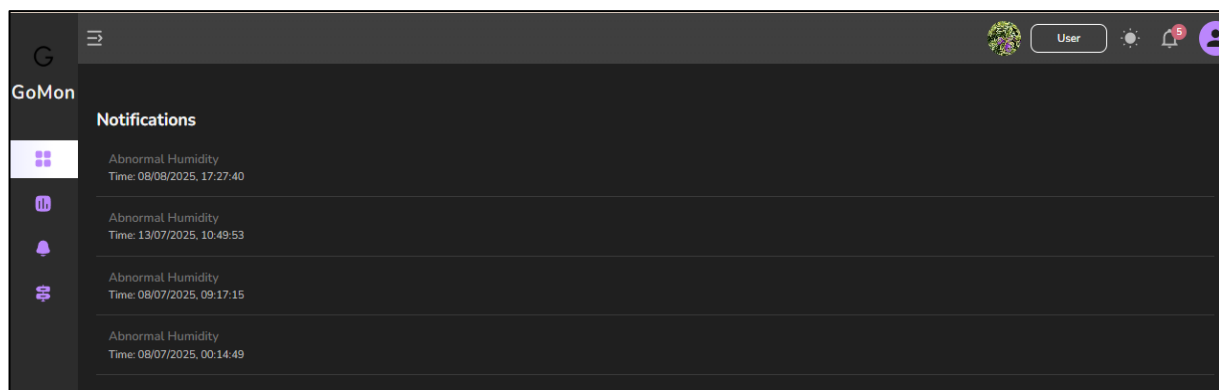 G
GoMon
User
5
Notifications
Abnormal Humidity
Time: 08/08/2025, 17:27:40
Abnormal Humidity
Time: 13/07/2025, 10:49:53
Abnormal Humidity
Time: 08/07/2025, 09:17:15
Abnormal Humidity
Time: 08/07/2025, 00:14:49